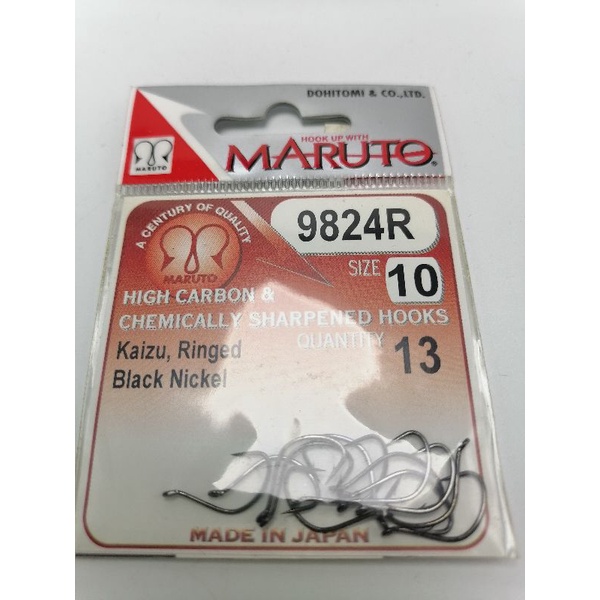 DOHITOMI & CO.,LTD.
HOOK UP WITH
MARUTO®
MARUTO
A CENTURY OF QUALITY
MARUTO
9824R
SIZE 10
HIGH CARBON &
CHEMICALLY SHARPENED HOOKS
QUANTITY 13
Kaizu, Ringed
Black Nickel
MADE IN JAPAN